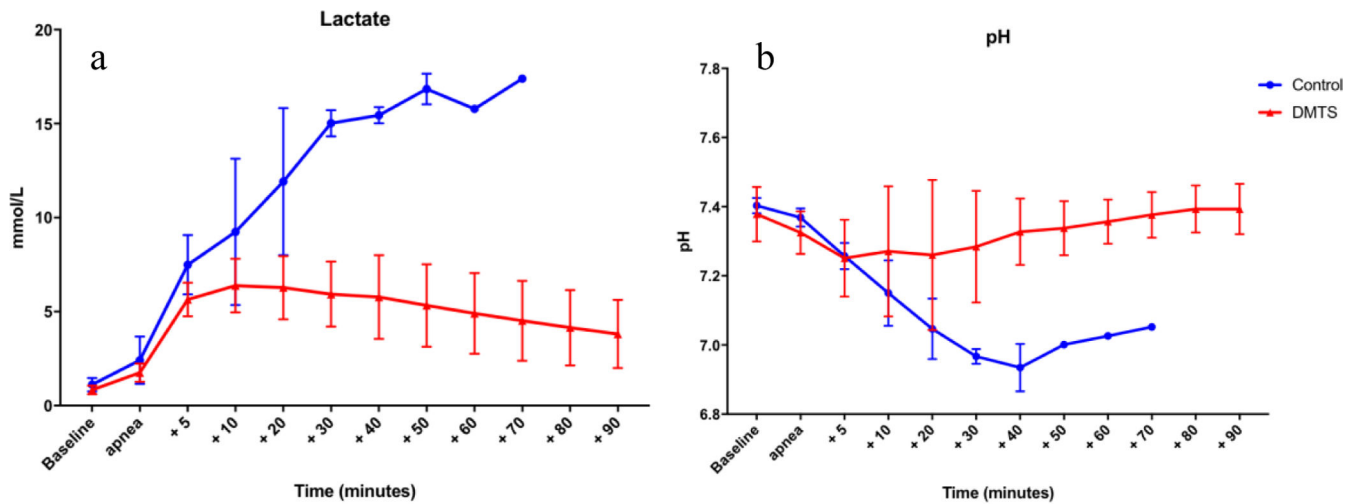 Lactate
a
mmol/L
20
15
10
5
0
Baseline
apnea
+ 5
+ 10
+ 20
+ 30
+ 40
+ 50
+ 60
+ 70
+ 80
+ 90
Time (minutes)
pH
b
pH
7.8
7.6
7.4
7.2
7.0
6.8
Baseline
apnea
+ 5
+ 10
+ 20
+ 30
+ 40
+ 50
+ 60
+ 70
+ 80
+ 90
Time (minutes)
Control
DMTS